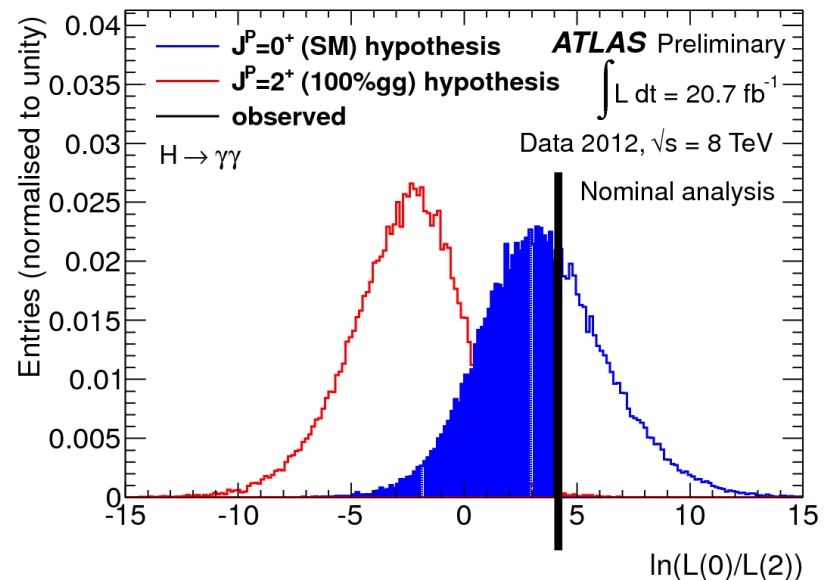 Entries (normalised to unity)
0.04
0.035
0.03
0.025
0.02
0.015
0.01
0.005
0
J^P=0^+ (SM) hypothesis
J^P=2^+ (100%gg) hypothesis
observed
H → γγ
ATLAS Preliminary
∫L dt = 20.7 fb^-1
Data 2012, √s = 8 TeV
Nominal analysis
-15 -10 -5 0 5 10 15
ln(L(0)/L(2))